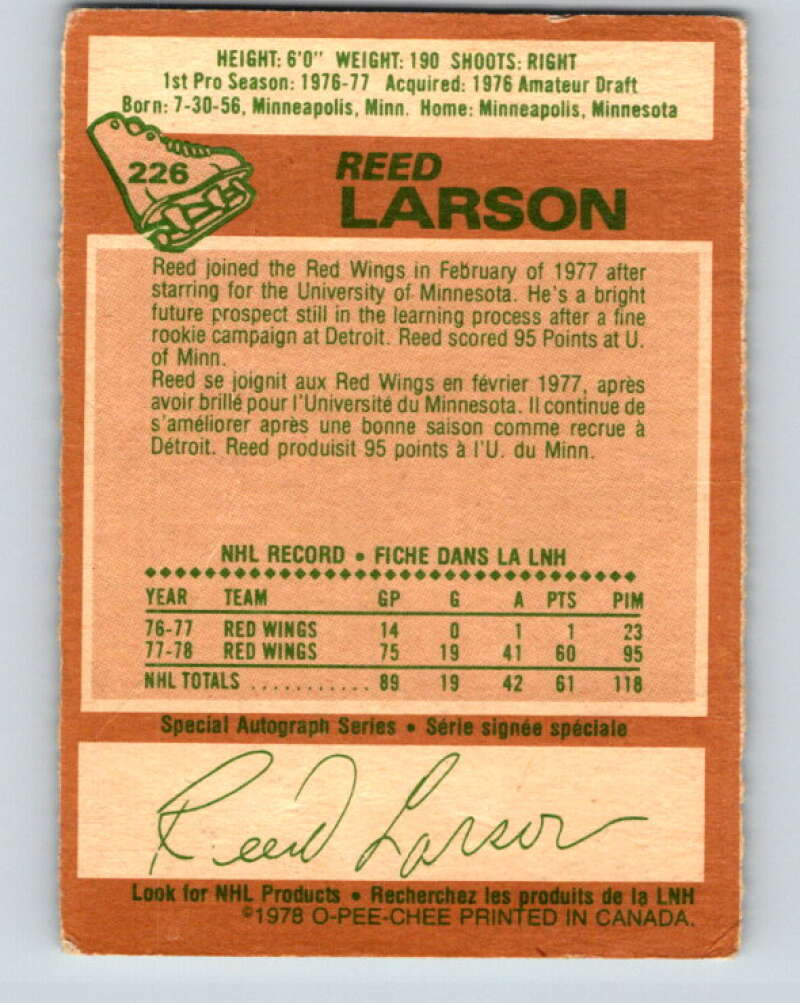 HEIGHT: 6'0" WEIGHT: 190 SHOOTS: RIGHT
1st Pro Season: 1976-77 Acquired: 1976 Amateur Draft
Born: 7-30-56, Minneapolis, Minn. Home: Minneapolis, Minnesota
226
REED
LARSON
Reed joined the Red Wings in February of 1977 after
starring for the University of Minnesota. He's a bright
future prospect still in the learning process after a fine
rookie campaign at Detroit. Reed scored 95 Points at U.
of Minn.
Reed se joignit aux Red Wings en février 1977, après
avoir brillé pour l'Université du Minnesota. Il continue de
s'améliorer après une bonne saison comme recrue à
Détroit. Reed produisit 95 points à l'U. du Minn.
NHL RECORD • FICHE DANS LA LNH
YEAR TEAM GP G A PTS PIM
76-77 RED WINGS 14 0 1 1 23
77-78 RED WINGS 75 19 41 60 95
NHL TOTALS ............ 89 19 42 61 118
Special Autograph Series • Série signée spéciale
Reed Larson
Look for NHL Products • Recherchez les produits de la LNH
©1978 O-PEE-CHEE PRINTED IN CANADA.